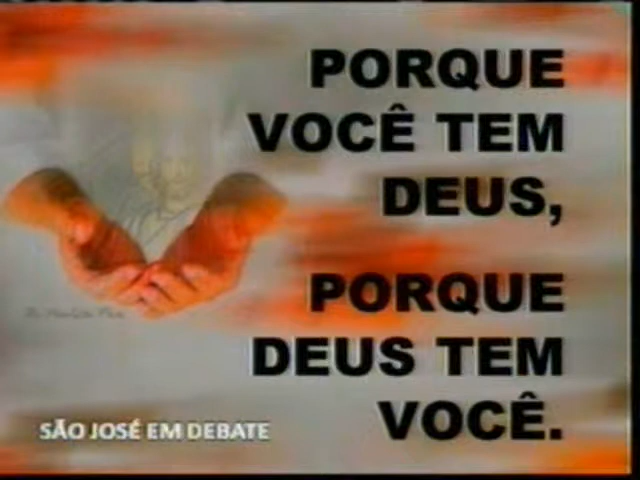 PORQUE
VOCÊ TEM
DEUS,
PORQUE
DEUS TEM
VOCÊ.
SÃO JOSÉ EM DEBATE